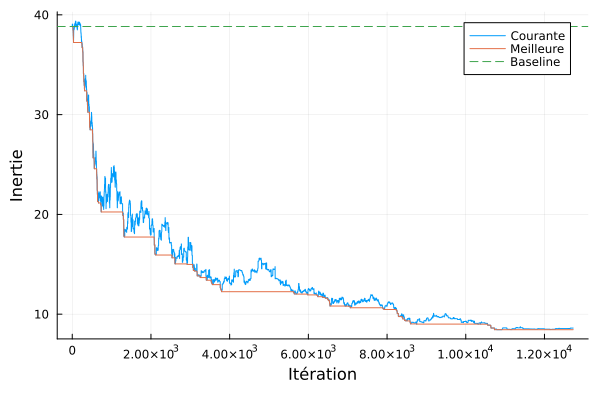 40
30
20
10
Inertie
Courante
Meilleure
Baseline
0 2.00×10³ 4.00×10³ 6.00×10³ 8.00×10³ 1.00×10⁴ 1.20×10⁴
Itération